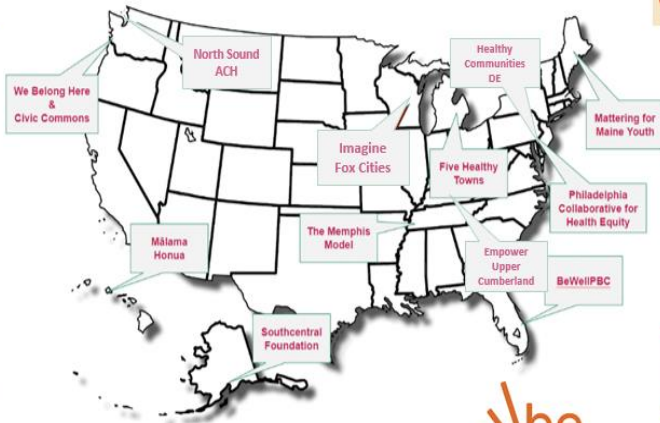 North Sound
ACH
Healthy
Communities
DE
We Belong Here
&
Civic Commons
Mattering for
Maine Youth
Imagine
Fox Cities
Five Healthy
Towns
Philadelphia
Collaborative for
Health Equity
The Memphis
Model
Mālama
Honua
Empower
Upper
Cumberland
BeWellPBC
Southcentral
Foundation